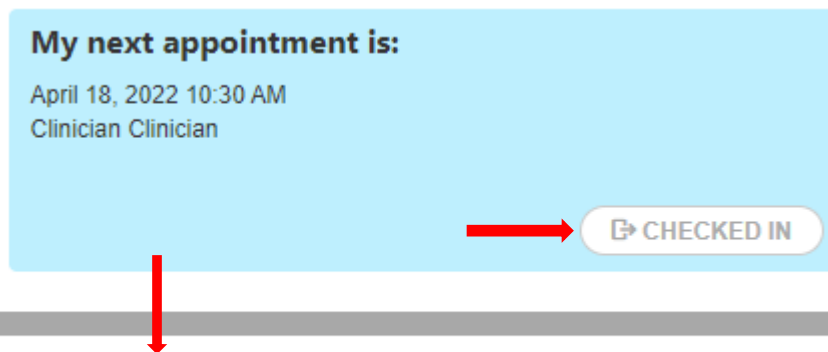 My next appointment is:
April 18, 2022 10:30 AM
Clinician Clinician
CHECKED IN